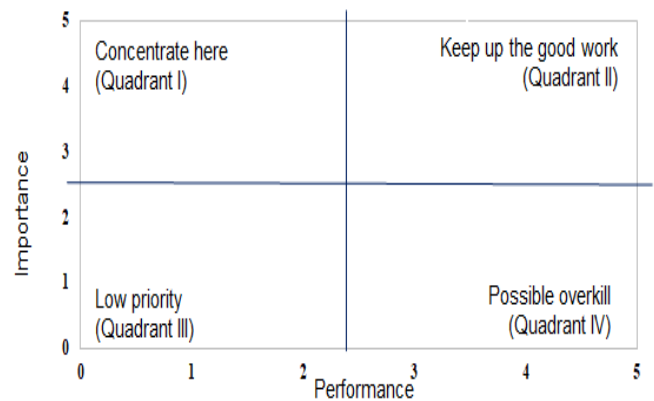 5
Concentrate here
(Quadrant I)
Keep up the good work
(Quadrant II)
4
3
Importance
2
1
Low priority
(Quadrant III)
Possible overkill
(Quadrant IV)
0
0 1 2 3 4 5
Performance